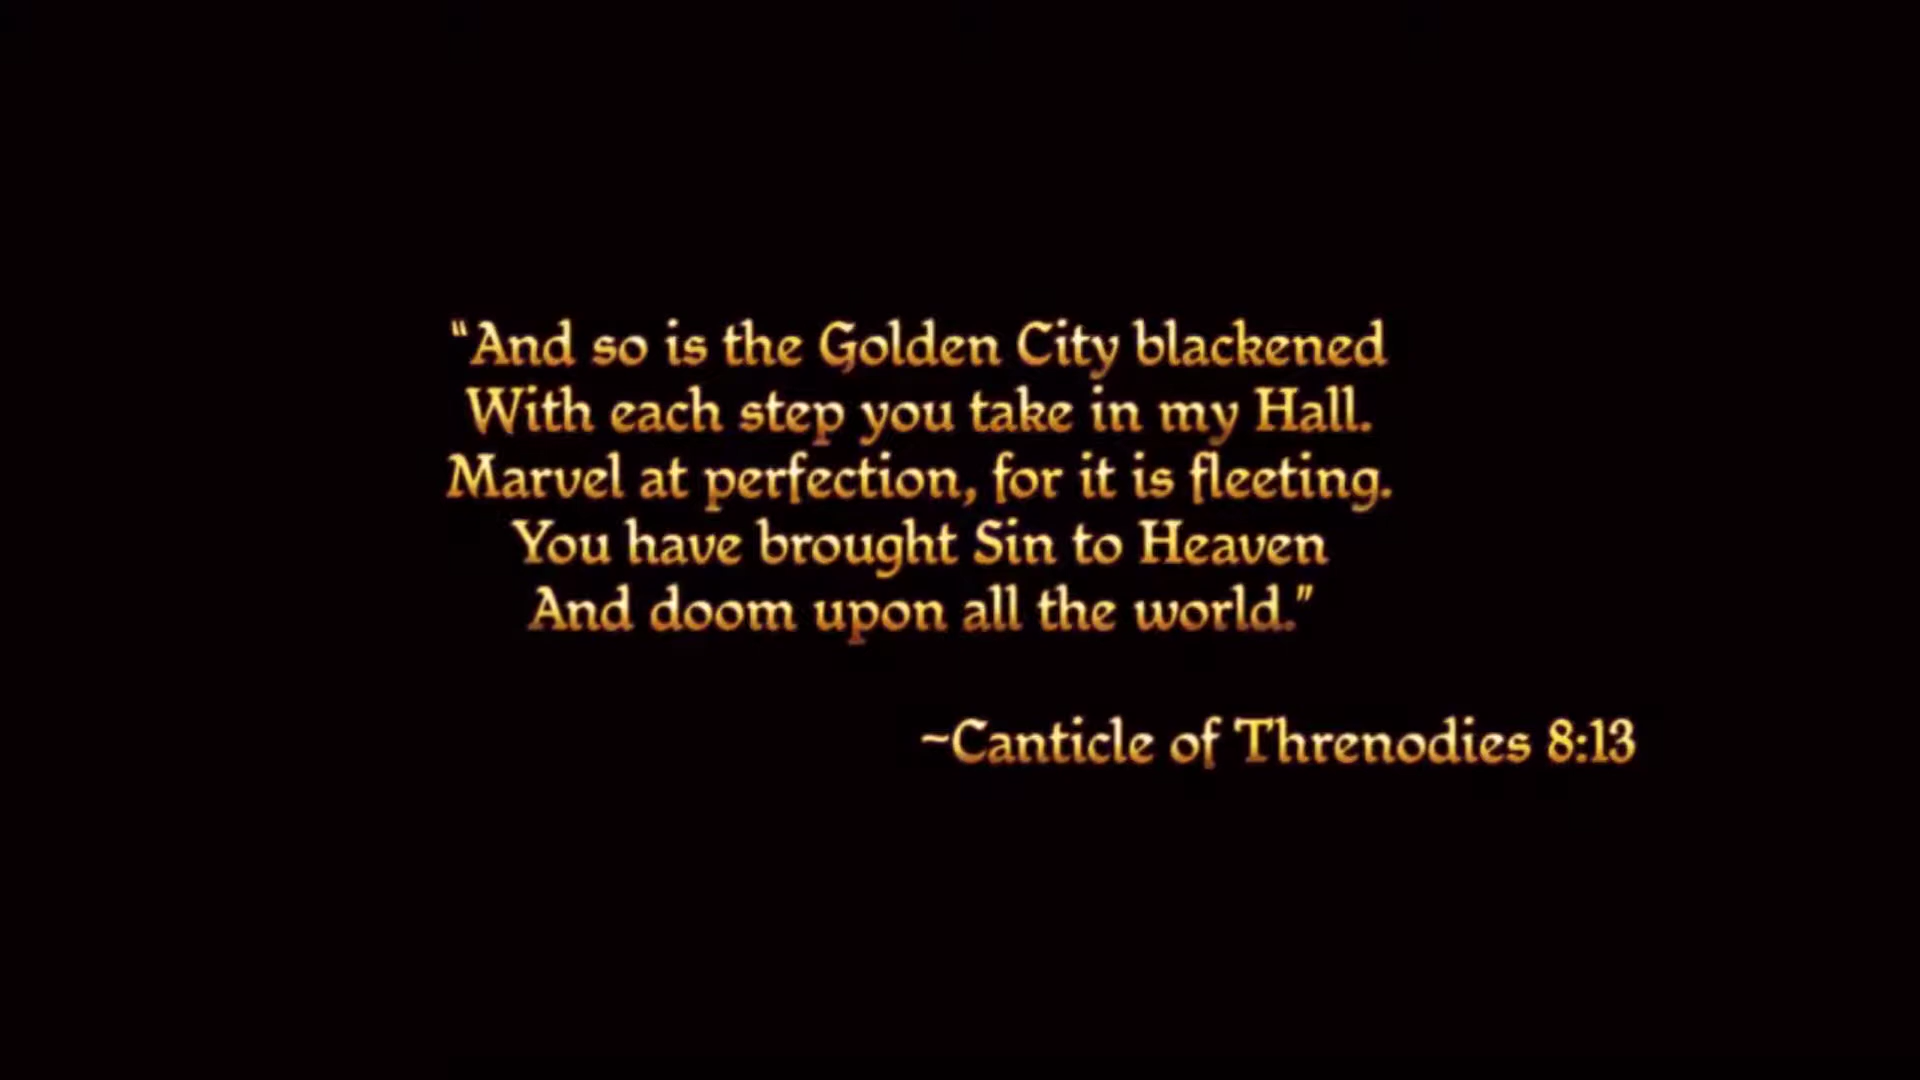 “And so is the Golden City blackened
With each step you take in my Hall.
Marvel at perfection, for it is fleeting.
You have brought Sin to Heaven
And doom upon all the world.”
~Canticle of Threnodies 8:13